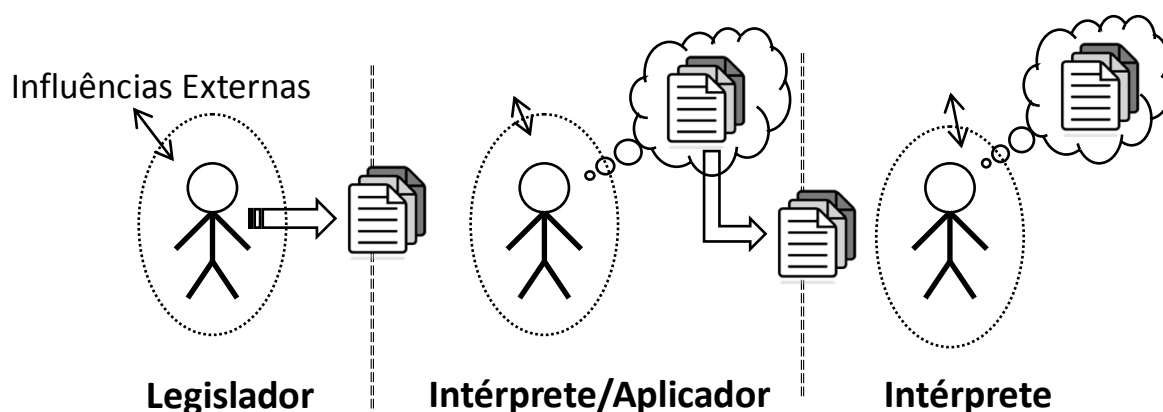 Influências Externas
Legislador
Intérprete/Aplicador
Intérprete